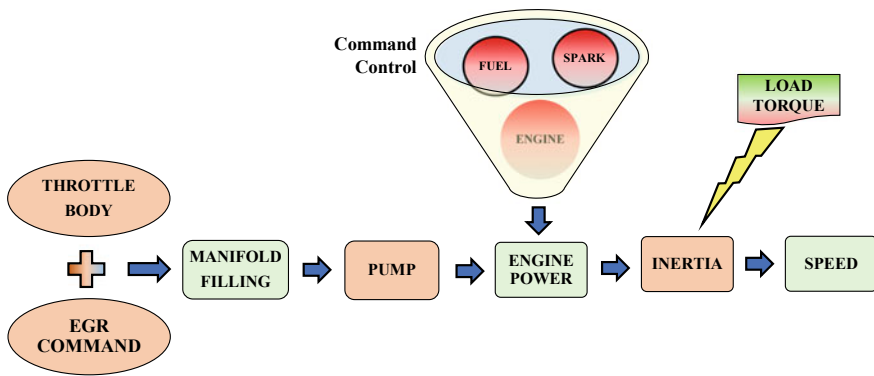 Command
Control
FUEL
SPARK
ENGINE
LOAD
TORQUE
THROTTLE
BODY
EGR
COMMAND
MANIFOLD
FILLING
PUMP
ENGINE
POWER
INERTIA
SPEED